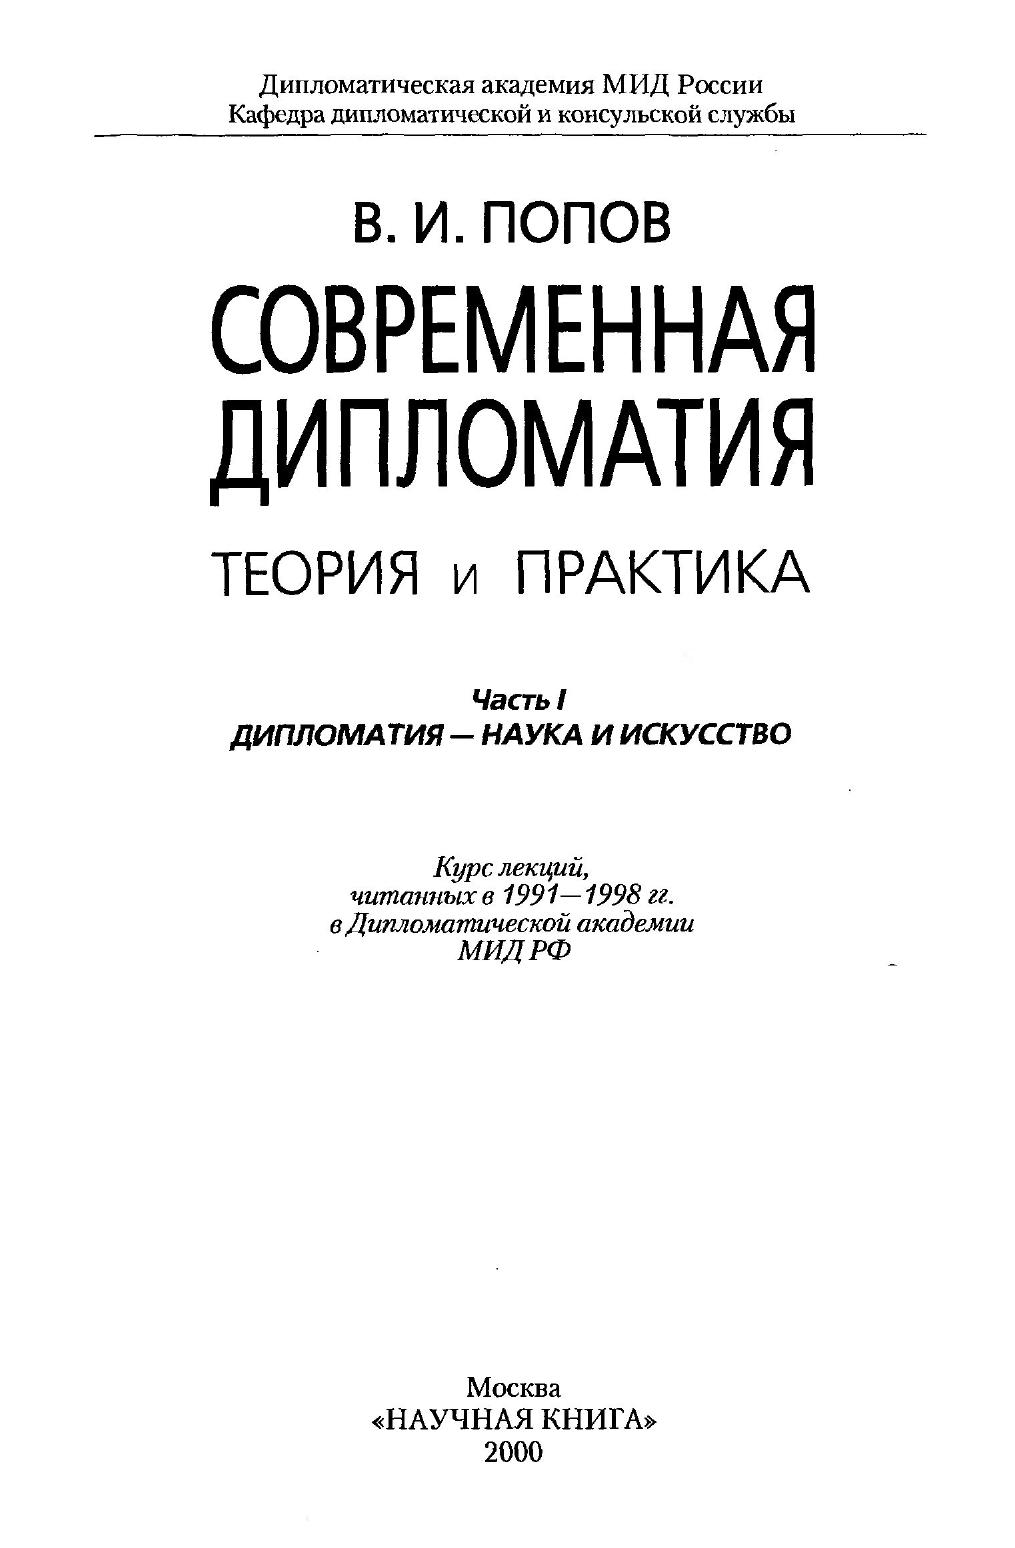 Дипломатическая академия МИД России
Кафедра дипломатической и консульской службы
В. И. ПОПОВ
СОВРЕМЕННАЯ
ДИПЛОМАТИЯ
ТЕОРИЯ и ПРАКТИКА
Часть I
ДИПЛОМАТИЯ — НАУКА И ИСКУССТВО
Курс лекций,
читанных в 1991—1998 гг.
в Дипломатической академии
МИД РФ
Москва
«НАУЧНАЯ КНИГА»
2000